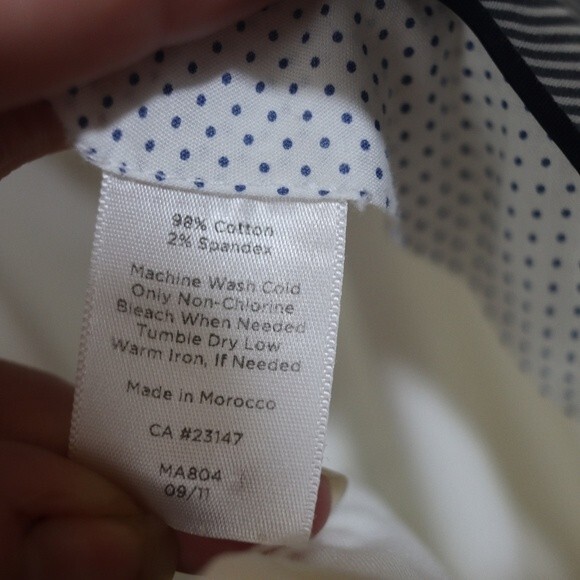 98% Cotton
2% Spandex
Machine Wash Cold
Only Non-Chlorine
Bleach When Needed
Tumble Dry Low
Warm Iron, If Needed
Made in Morocco
CA #23147
MA804
09/11